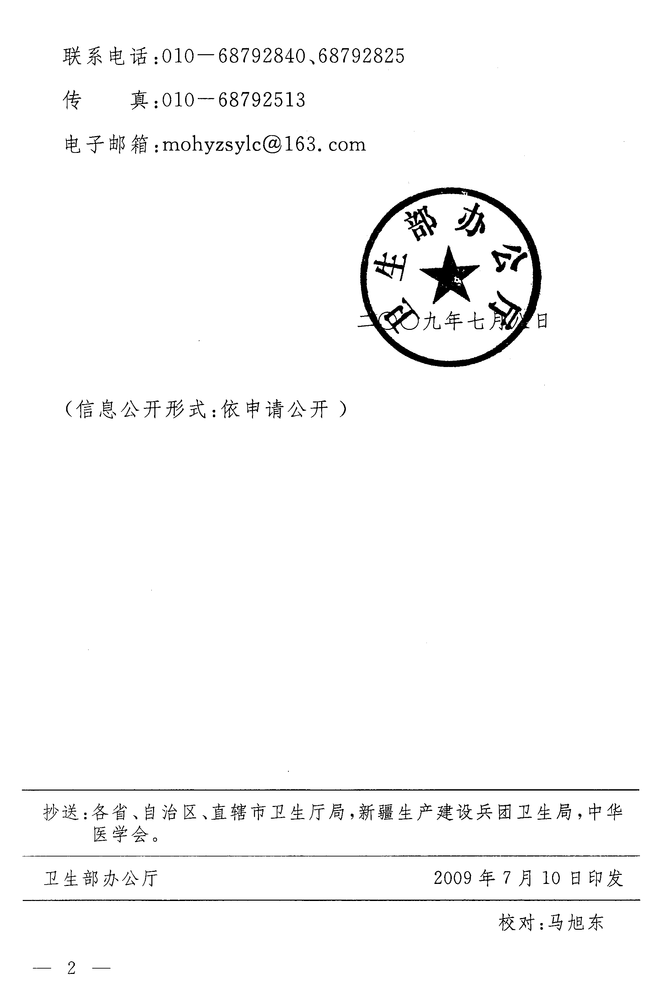 联系电话:010—68792840、68792825
传　　真:010—68792513
电子邮箱:mohyzsylc@163.com
卫生部办公厅
二〇〇九年七月八日
（信息公开形式:依申请公开）
抄送:各省、自治区、直辖市卫生厅局,新疆生产建设兵团卫生局,中华
医学会。
卫生部办公厅　　2009年7月10日印发
校对:马旭东
— 2 —